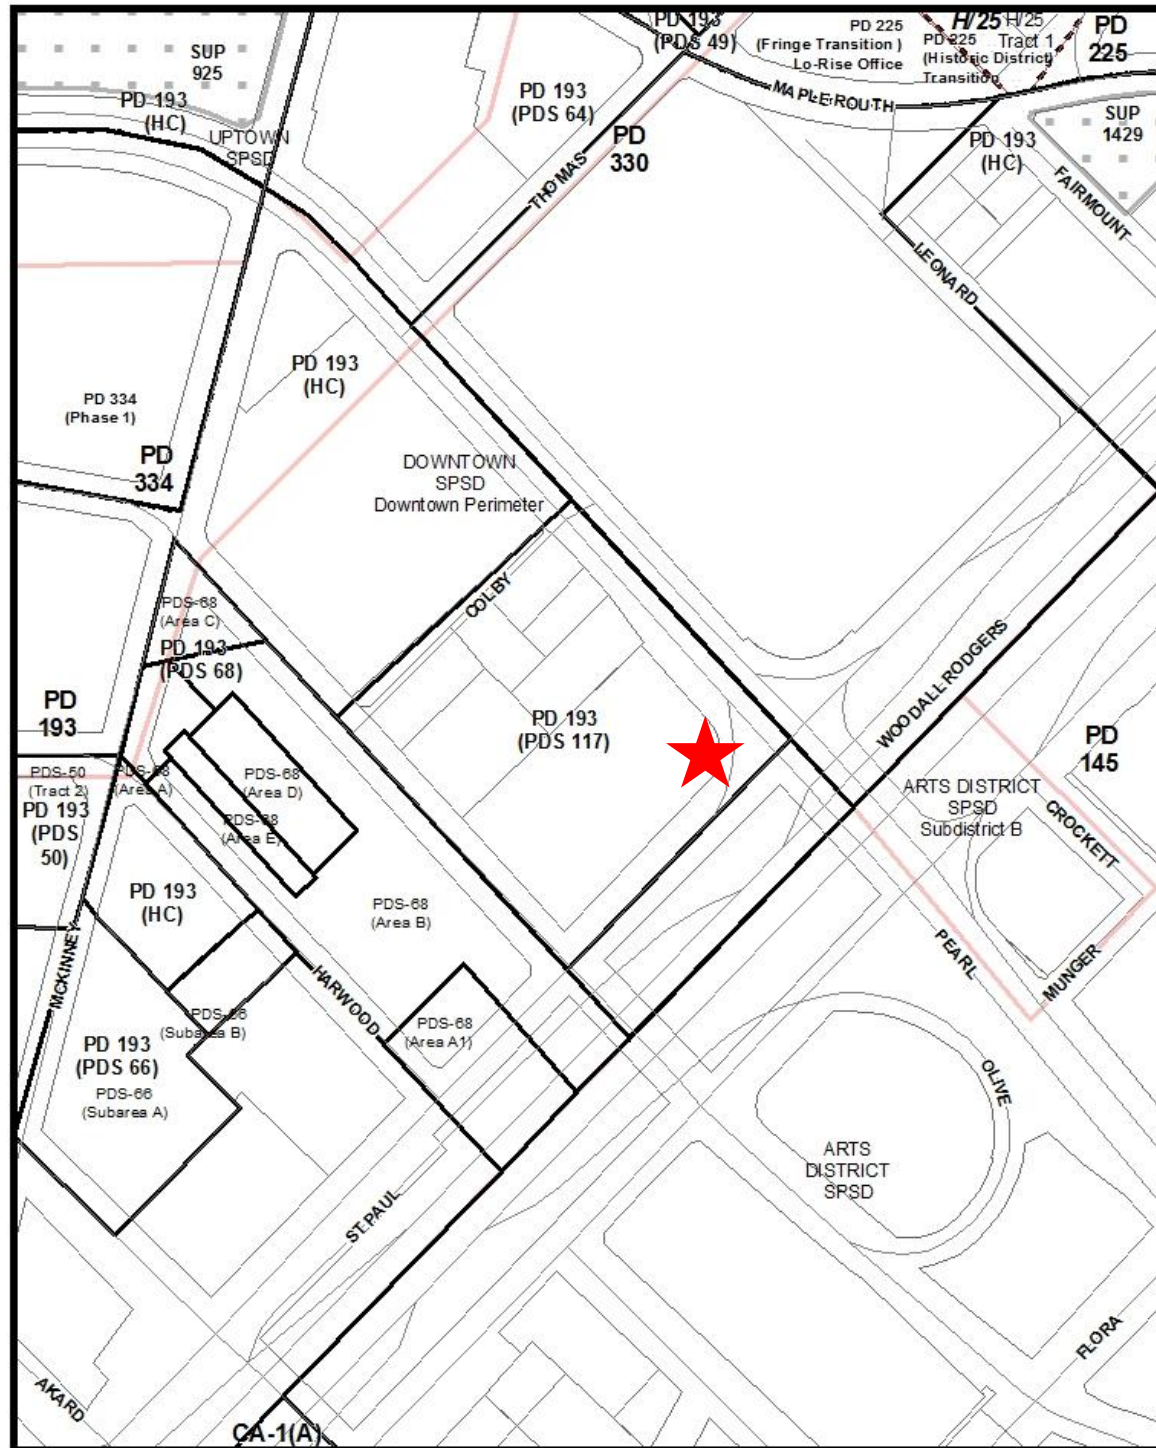 PD 193
(PDS 49)
PD 225
(Fringe Transition )
Lo-Rise Office
H/25
H/25
Tract 1
PD 225
(Historic District)
Transition
PD
225
SUP
925
PD 193
(HC)
UPTOWN
SPSD
PD 193
(PDS 64)
PD
330
MAPLE ROUTH
THOMAS
SUP
1429
PD 193
(HC)
FAIRMOUNT
LEONARD
PD 193
(HC)
PD 334
(Phase 1)
PD
334
DOWNTOWN
SPSD
Downtown Perimeter
COLBY
PDS-68
(Area C)
PD 193
(PDS 68)
WOODALL RODGERS
PD
193
PD 193
(PDS 117)
PD
145
PDS-50
(Tract 2)
PDS-68
(Area A)
PDS-68
(Area D)
PD 193
(PDS
50)
PDS-68
(Area E)
ARTS DISTRICT
SPSD
Subdistrict B
CROCKETT
PD 193
(HC)
PDS-68
(Area B)
MCKINNEY
HARWOOD
PEARL
MUNGER
PDS-66
(Subarea B)
PDS-68
(Area A1)
PD 193
(PDS 66)
PDS-66
(Subarea A)
OLIVE
ARTS
DISTRICT
SPSD
ST.PAUL
FLORA
AKARD
CA-1(A)